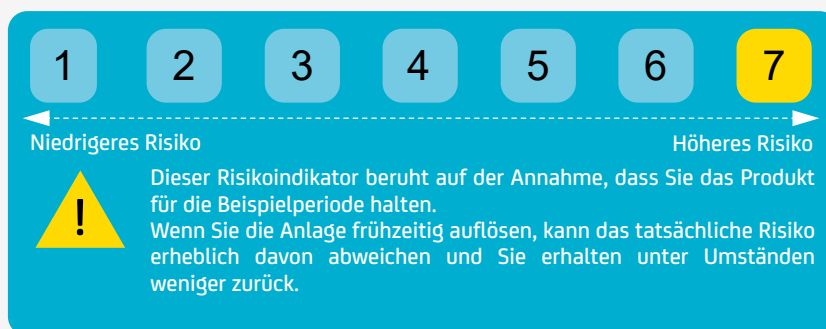 1 2 3 4 5 6 7
Niedrigeres Risiko Höheres Risiko
!
Dieser Risikoindikator beruht auf der Annahme, dass Sie das Produkt
für die Beispielperiode halten.
Wenn Sie die Anlage frühzeitig auflösen, kann das tatsächliche Risiko
erheblich davon abweichen und Sie erhalten unter Umständen
weniger zurück.